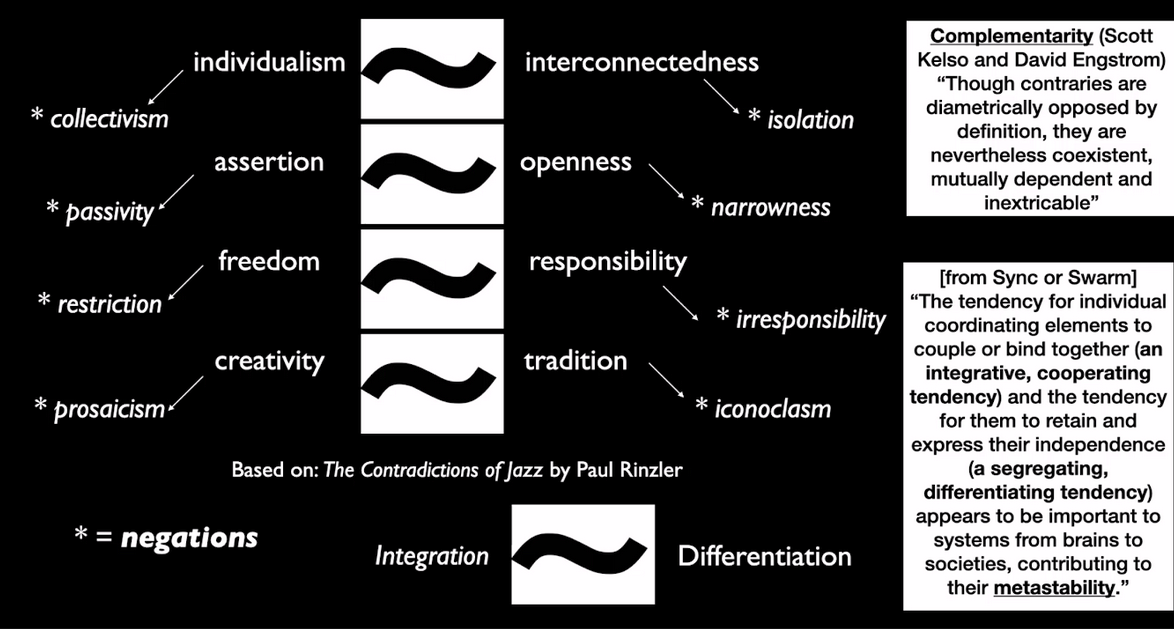 individualism ~ interconnectedness
* collectivism
* isolation
assertion ~ openness
* passivity
* narrowness
freedom ~ responsibility
* restriction
* irresponsibility
creativity ~ tradition
* prosaicism
* iconoclasm
Based on: The Contradictions of Jazz by Paul Rinzler
* = negations
Integration ~ Differentiation
Complementarity (Scott
Kelso and David Engstrom)
“Though contraries are
diametrically opposed by
definition, they are
nevertheless coexistent,
mutually dependent and
inextricable”
[from Sync or Swarm]
“The tendency for individual
coordinating elements to
couple or bind together (an
integrative, cooperating
tendency) and the tendency
for them to retain and
express their independence
(a segregating,
differentiating tendency)
appears to be important to
systems from brains to
societies, contributing to
their metastability.”